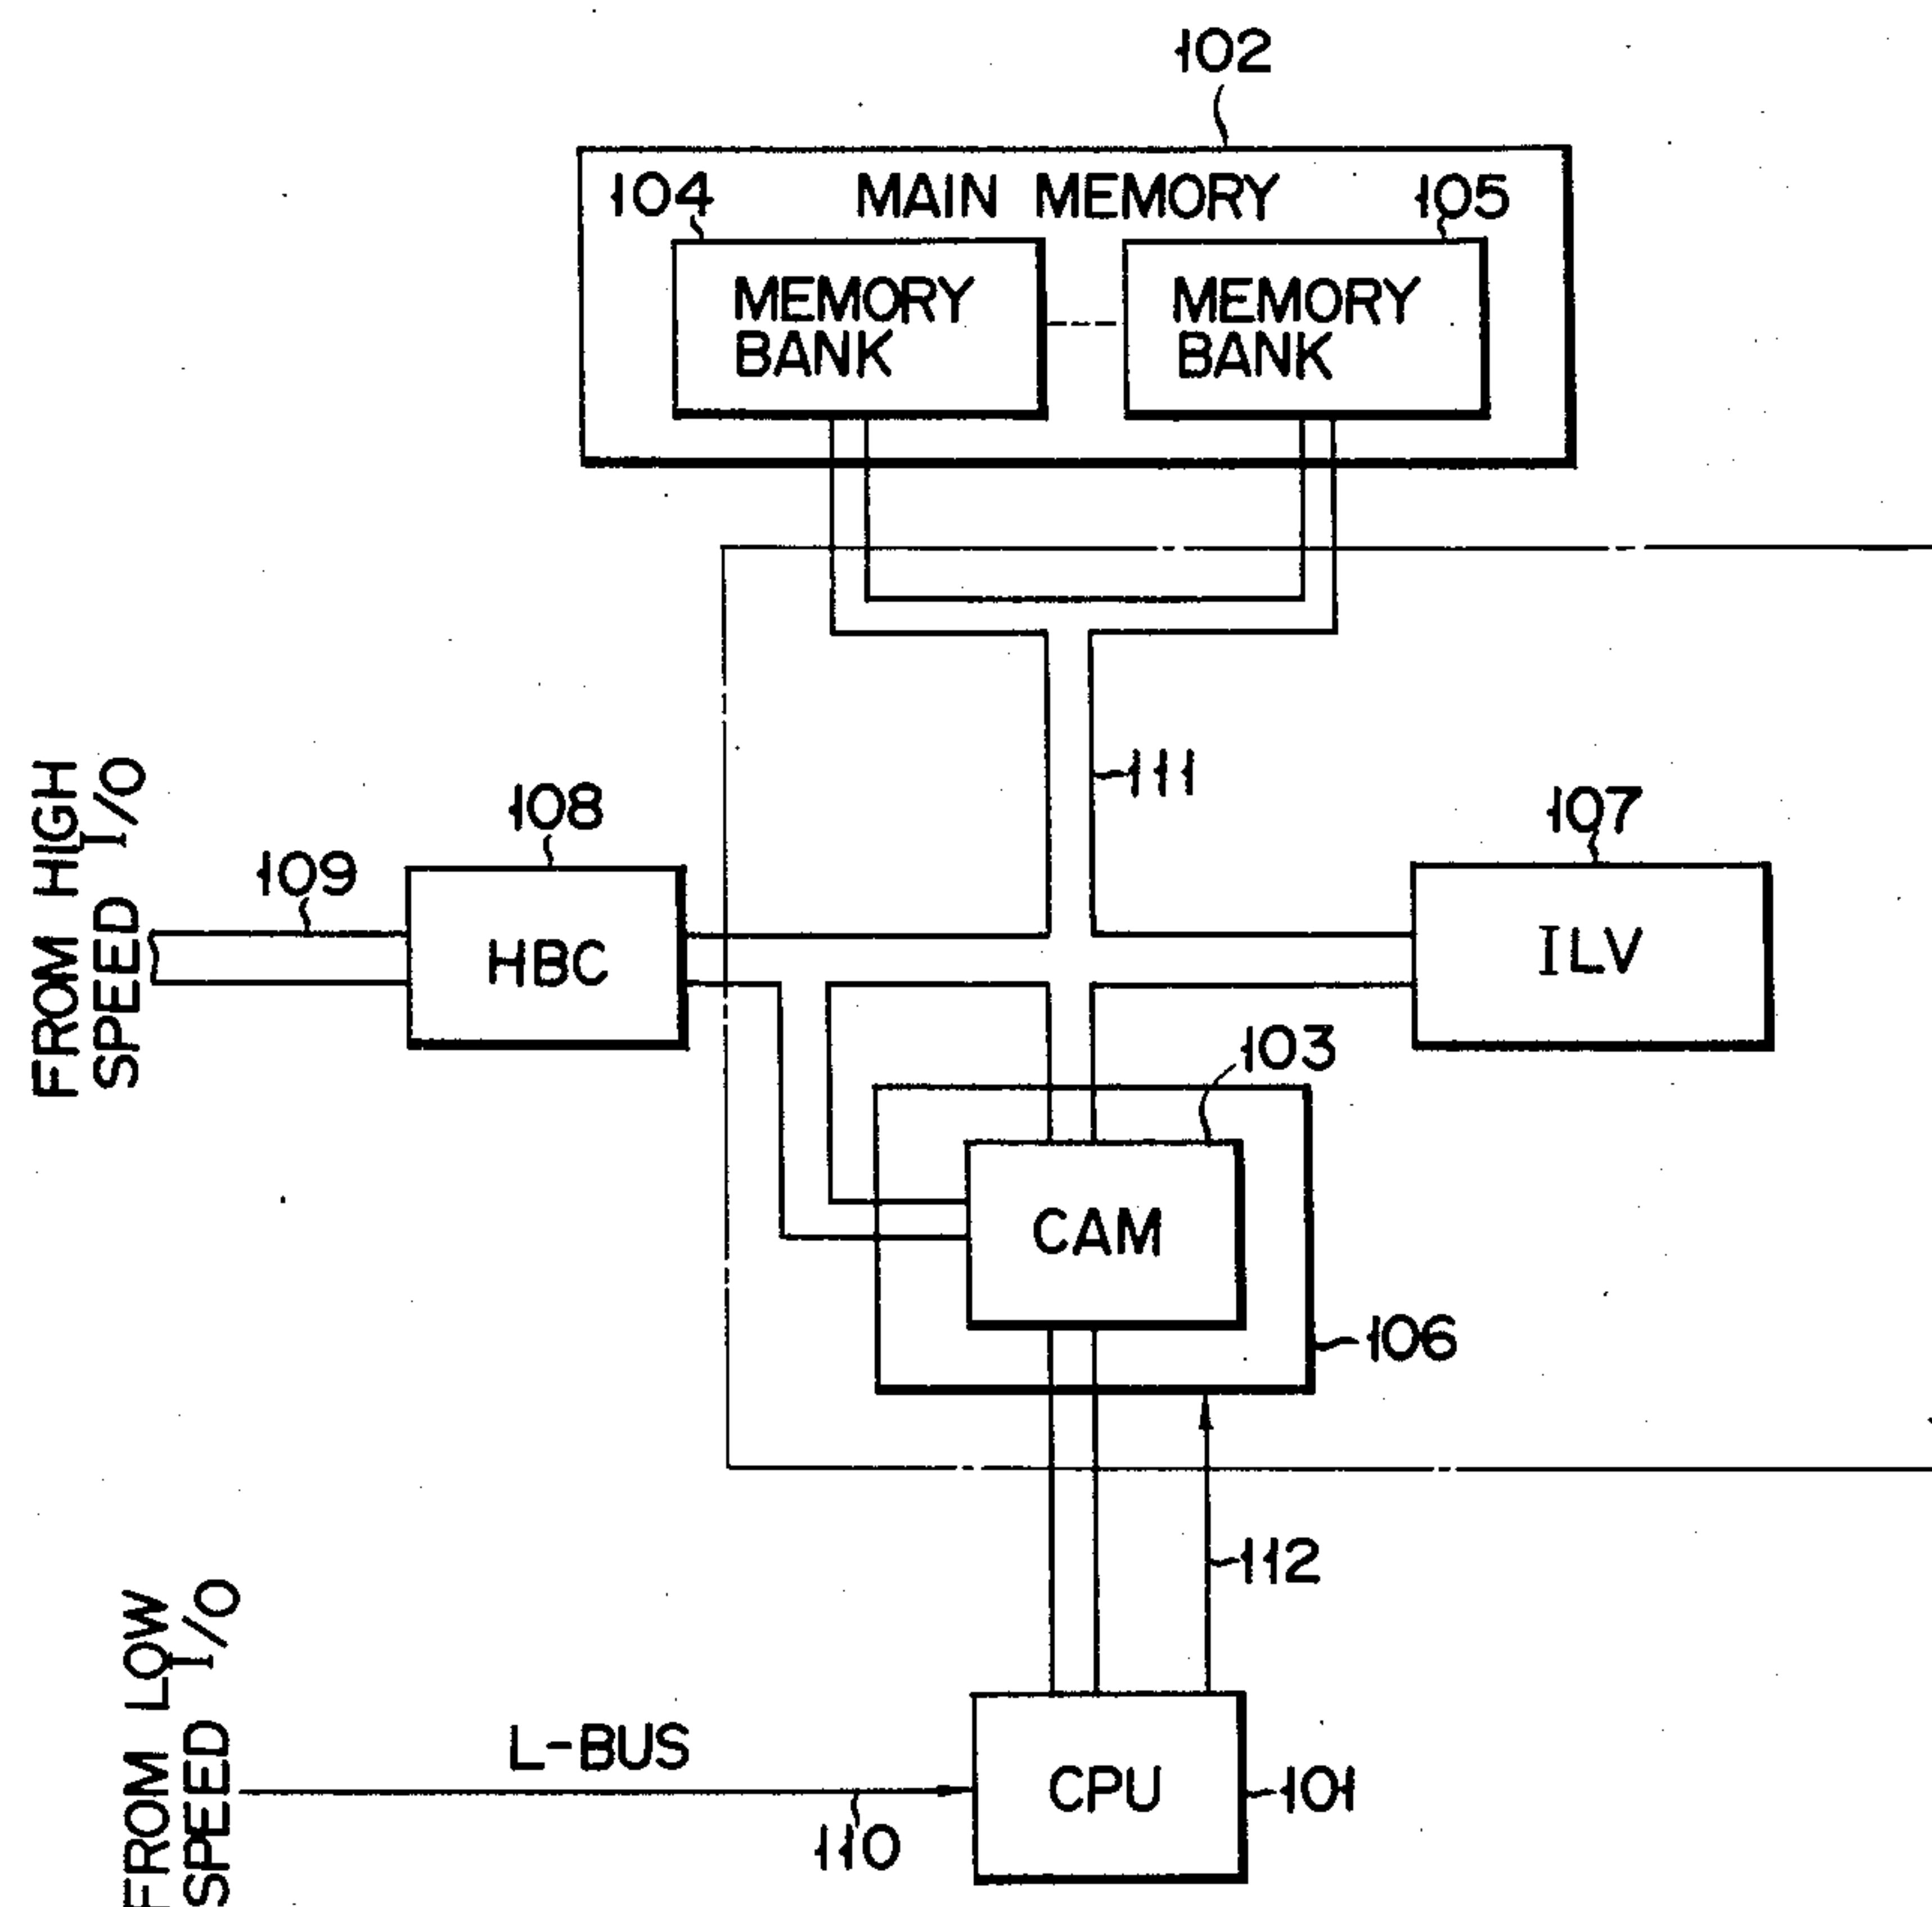 102
104
MAIN MEMORY
105
MEMORY
BANK
MEMORY
BANK
111
FROM HIGH
SPEED I/O
109
108
HBC
107
ILV
103
CAM
106
112
FROM LOW
SPEED I/O
L-BUS
110
CPU
101